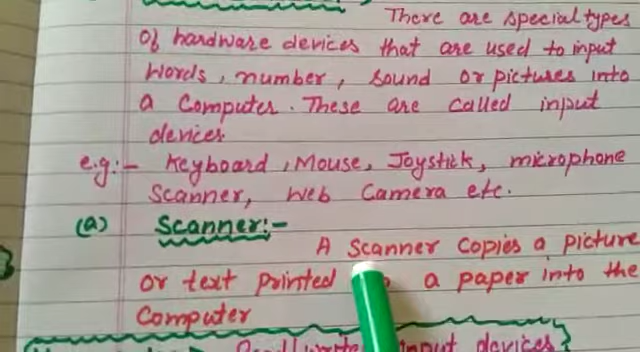 There are special types
of hardware devices that are used to input
words, number, sound or pictures into
a Computer. These are called input
devices.
e.g:- Keyboard, Mouse, Joystick, microphone
Scanner, Web Camera etc.
(a) Scanner:-
A Scanner Copies a picture
or text printed a paper into the
Computer
input devices